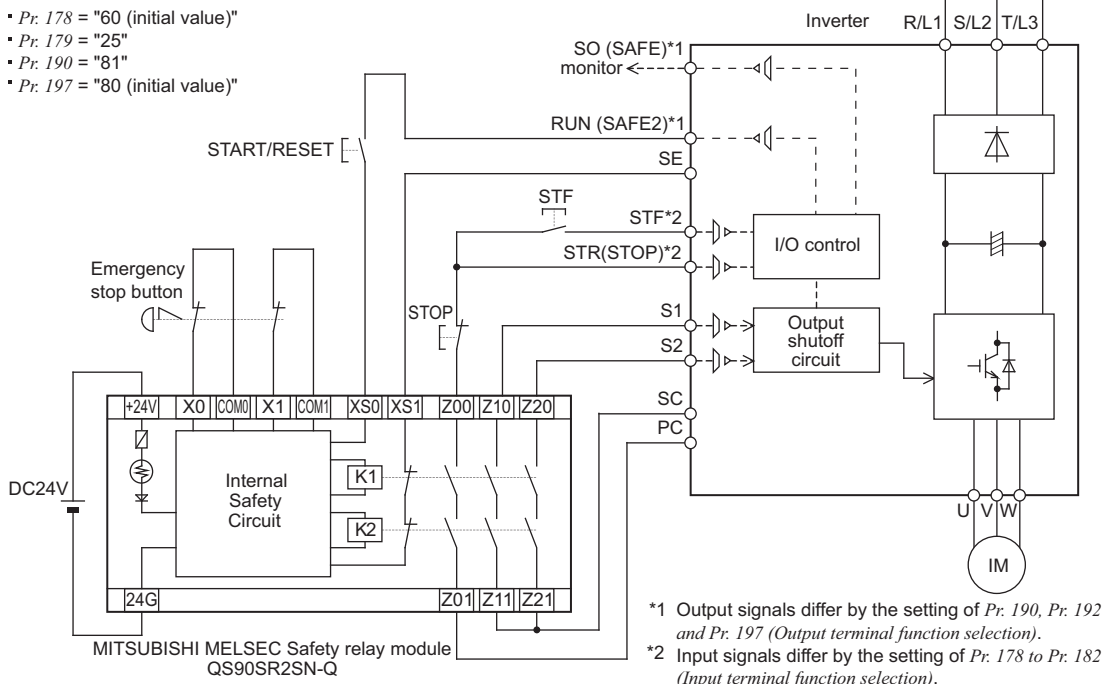 ▪ Pr. 178 = "60 (initial value)"
▪ Pr. 179 = "25"
▪ Pr. 190 = "81"
▪ Pr. 197 = "80 (initial value)"
Inverter
R/L1 S/L2 T/L3
SO (SAFE)*1
monitor
RUN (SAFE2)*1
START/RESET
SE
STF
STF*2
STR(STOP)*2
I/O control
Emergency
stop button
STOP
S1
Output
shutoff
circuit
S2
SC
PC
+24V X0 COM0 X1 COM1 XS0 XS1 Z00 Z10 Z20
DC24V
Internal
Safety
Circuit
K1
K2
U V W
IM
24G Z01 Z11 Z21
MITSUBISHI MELSEC Safety relay module
QS90SR2SN-Q
*1 Output signals differ by the setting of Pr. 190, Pr. 192
and Pr. 197 (Output terminal function selection).
*2 Input signals differ by the setting of Pr. 178 to Pr. 182
(Input terminal function selection).